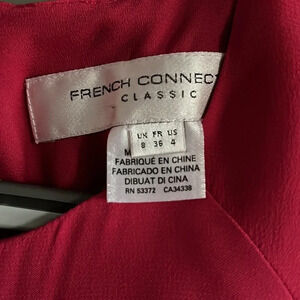 FRENCH CONNEC
CLASSIC
UK FR US
8 36 4
M
FABRIQUÉ EN CHINE
FABRICADO EN CHINA
DIBUAT DI CINA
RN 53372 CA34338